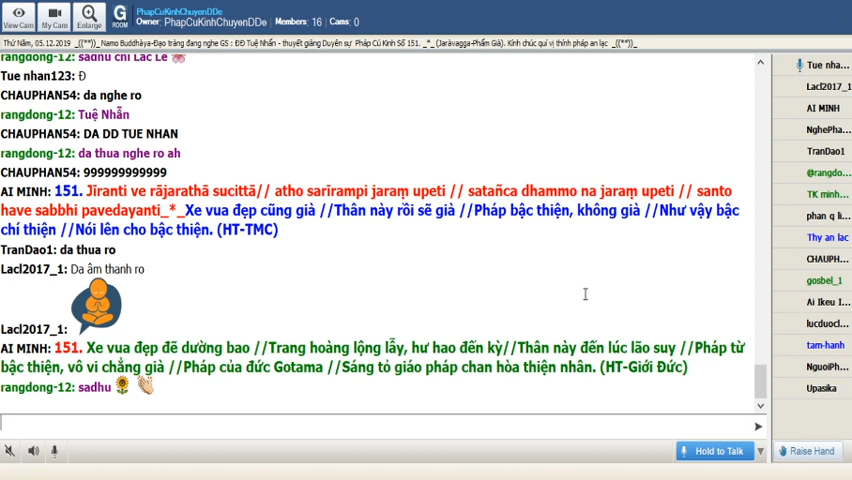 View Cam
My Cam
Enlarge
G
ROOM
PhapCuKinhChuyenDDe
Owner: PhapCuKinhChuyenDDe Members: 16 Cams: 0
Thứ Năm, 05.12.2019 _((**))_ Namo Buddhàya-Đạo tràng đang nghe GS : ĐĐ Tuệ Nhẫn - thuyết giảng Duyên sự Pháp Cú Kinh Số 151. _*_ (Jaràvagga-Phẩm Già). Kính chúc quí vị thính pháp an lạc _((**))_
rangdong-12: sadhu chi Lac Le
Tue nhan123: Đ
CHAUPHAN54: da nghe ro
rangdong-12: Tuệ Nhẫn
CHAUPHAN54: DA DD TUE NHAN
rangdong-12: da thua nghe ro ah
CHAUPHAN54: 999999999999
AI MINH: 151. Jīranti ve rājarathā sucittā// atho sarīrampi jaraṃ upeti // satañca dhammo na jaraṃ upeti // santo
have sabbhi pavedayanti_*_Xe vua đẹp cũng già //Thân này rồi sẽ già //Pháp bậc thiện, không già //Như vậy bậc
chí thiện //Nói lên cho bậc thiện. (HT-TMC)
TranDao1: da thua ro
Lacl2017_1: Da âm thanh ro
Lacl2017_1:
AI MINH: 151. Xe vua đẹp đẽ dường bao //Trang hoàng lộng lẫy, hư hao đến kỳ//Thân này đến lúc lão suy //Pháp từ
bậc thiện, vô vi chẳng già //Pháp của đức Gotama //Sáng tỏ giáo pháp chan hòa thiện nhân. (HT-Giới Đức)
rangdong-12: sadhu
Hold to Talk
Raise Hand
Tue nha...
Lacl2017_1
AI MINH
NghePha...
TranDao1
@rangdo...
TK minh...
phan q li...
Thy an lac
CHAUPH...
gosbel_1
Ai Ikeu I...
lucduocl...
tam-hanh
NguoiPh...
Upasika